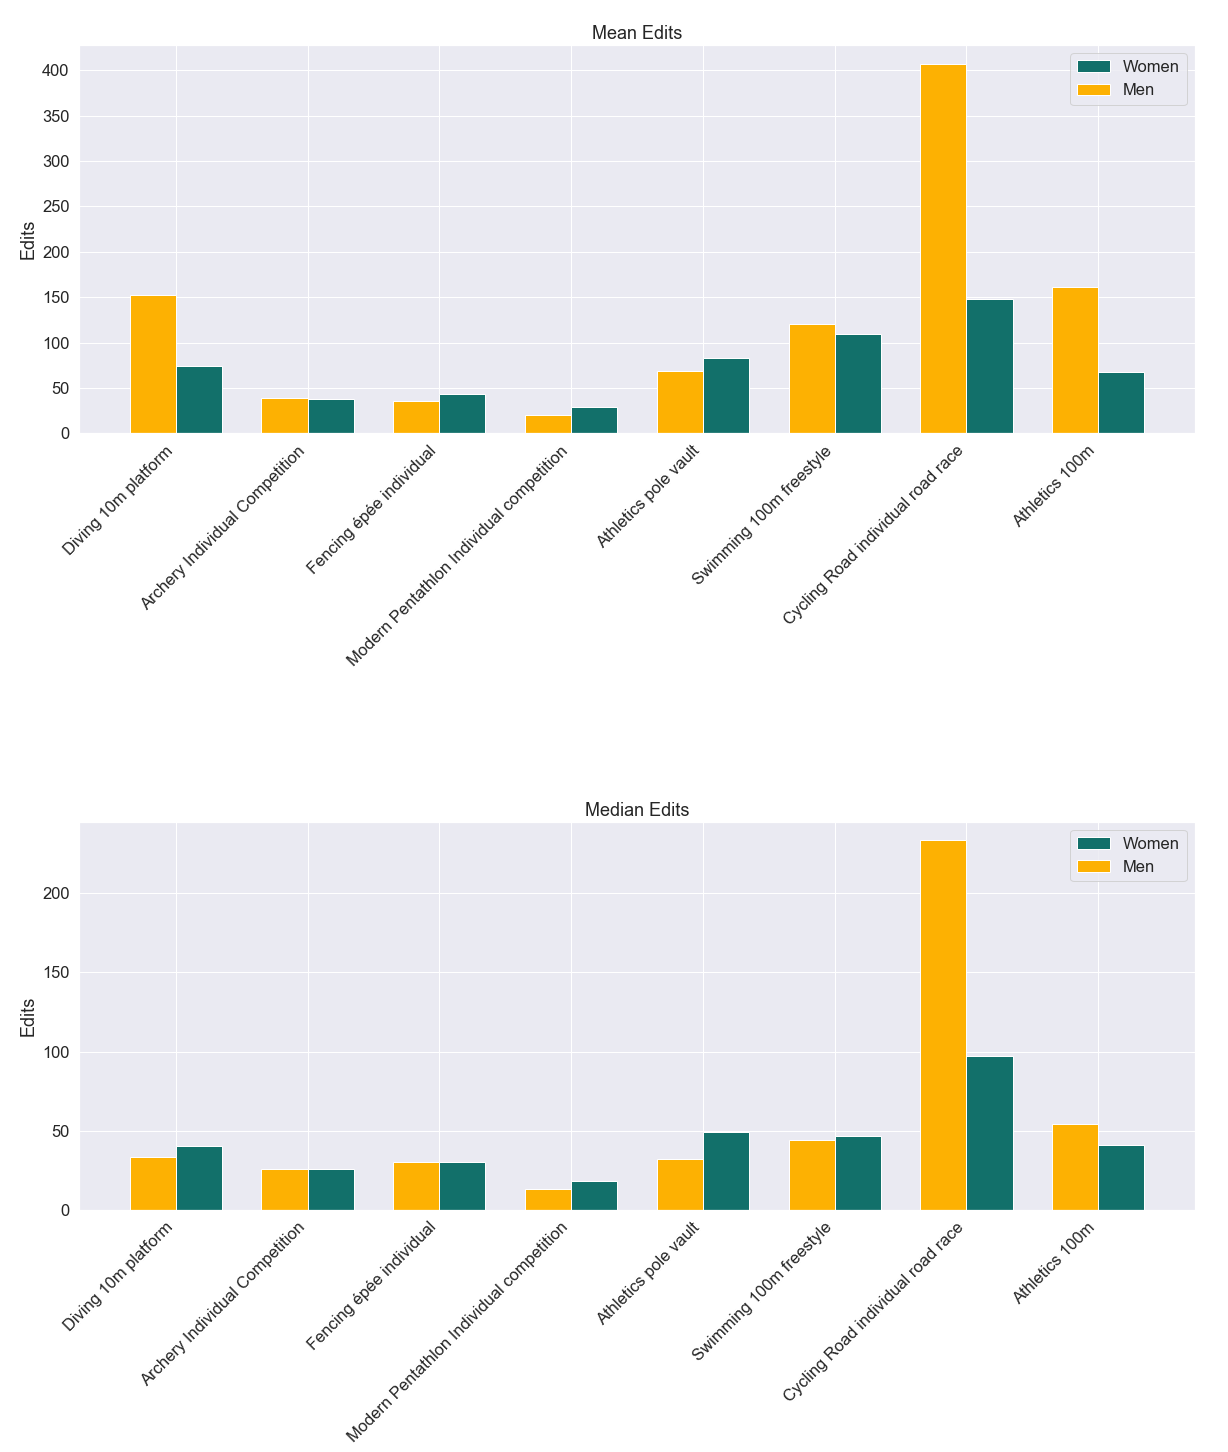 Mean Edits
Women
Men
400
350
300
250
200
150
100
50
0
Edits
Diving 10m platform
Archery Individual Competition
Fencing épée individual
Modern Pentathlon Individual competition
Athletics pole vault
Swimming 100m freestyle
Cycling Road individual road race
Athletics 100m
Median Edits
Women
Men
200
150
100
50
0
Edits
Diving 10m platform
Archery Individual Competition
Fencing épée individual
Modern Pentathlon Individual competition
Athletics pole vault
Swimming 100m freestyle
Cycling Road individual road race
Athletics 100m